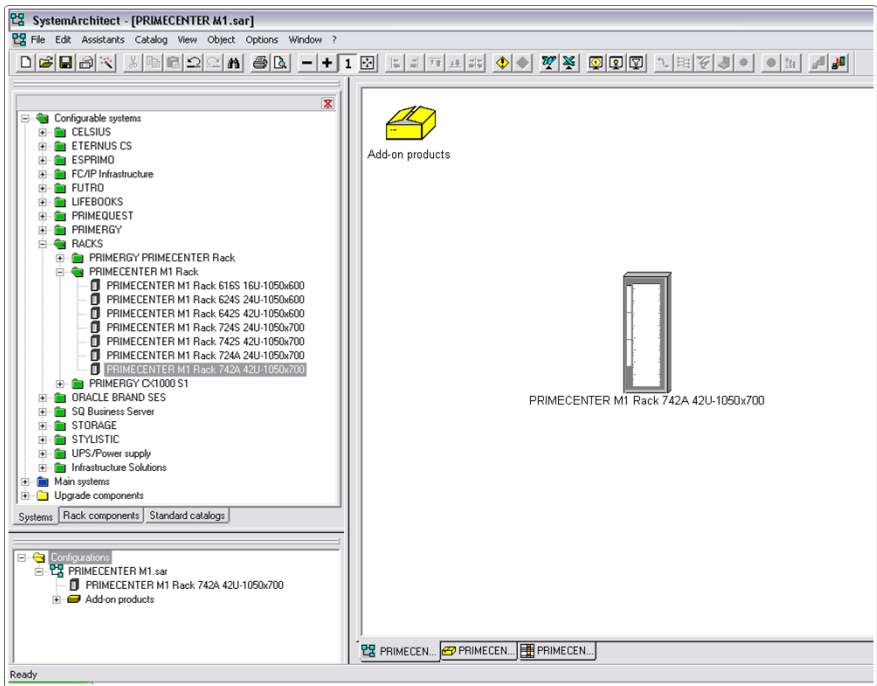 SystemArchitect - [PRIMECENTER M1.sar]
File Edit Assistants Catalog View Object Options Window ?
1
Configurable systems
CELSIUS
ETERNUS CS
ESPRIMO
FC/IP Infrastructure
FUTRO
LIFEBOOKS
PRIMEQUEST
PRIMERGY
RACKS
PRIMERGY PRIMECENTER Rack
PRIMECENTER M1 Rack
PRIMECENTER M1 Rack 616S 16U-1050x600
PRIMECENTER M1 Rack 624S 24U-1050x600
PRIMECENTER M1 Rack 642S 42U-1050x600
PRIMECENTER M1 Rack 724S 24U-1050x700
PRIMECENTER M1 Rack 742S 42U-1050x700
PRIMECENTER M1 Rack 724A 24U-1050x700
PRIMECENTER M1 Rack 742A 42U-1050x700
PRIMERGY CX1000 S1
ORACLE BRAND SES
SQ Business Server
STORAGE
STYLISTIC
UPS/Power supply
Infrastructure Solutions
Main systems
Upgrade components
Systems Rack components Standard catalogs
Configurations
PRIMECENTER M1.sar
PRIMECENTER M1 Rack 742A 42U-1050x700
Add-on products
Add-on products
PRIMECENTER M1 Rack 742A 42U-1050x700
PRIMECEN... PRIMECEN... PRIMECEN...
Ready